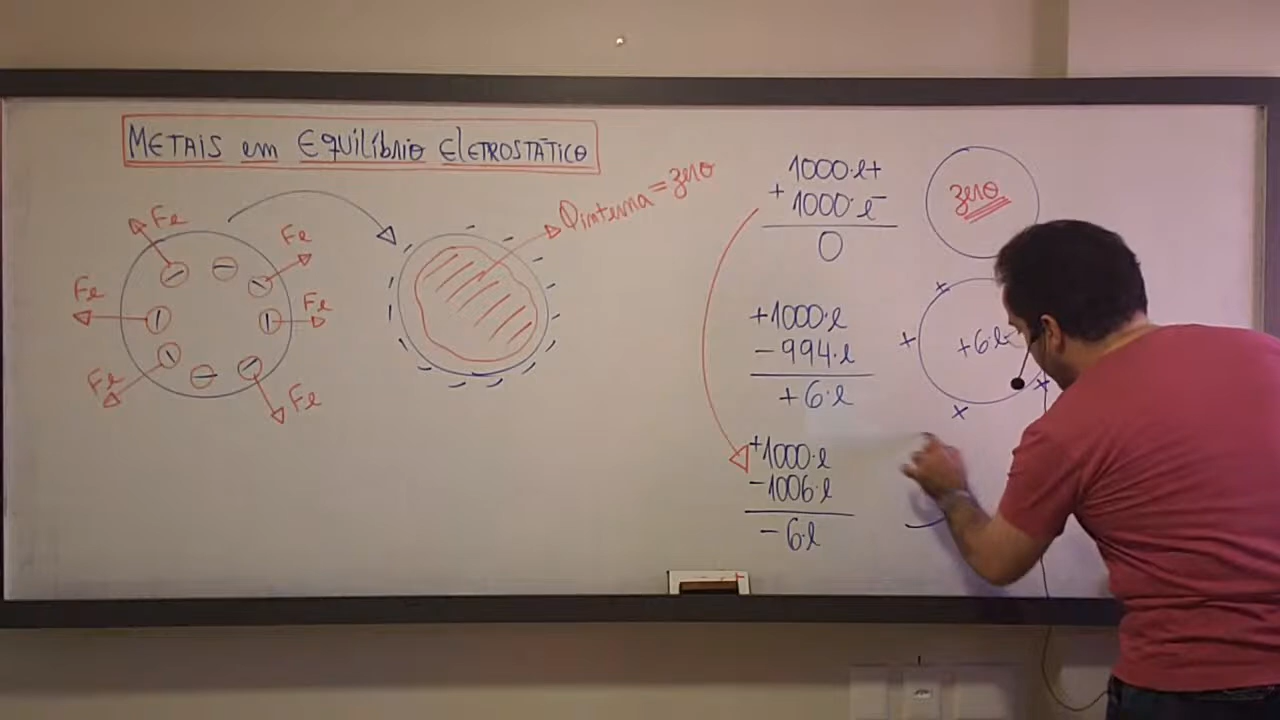 METAIS em EQUILÍBRIO ELETROSTÁTICO
Fe
Fe
Fe
Fe
Fe
Fe
Qinterna = zero
1000·e+
+ 1000·e-
0
zero
+1000·e
-994·e
+6·e
+6·e
+1000·e
-1006·e
-6·e